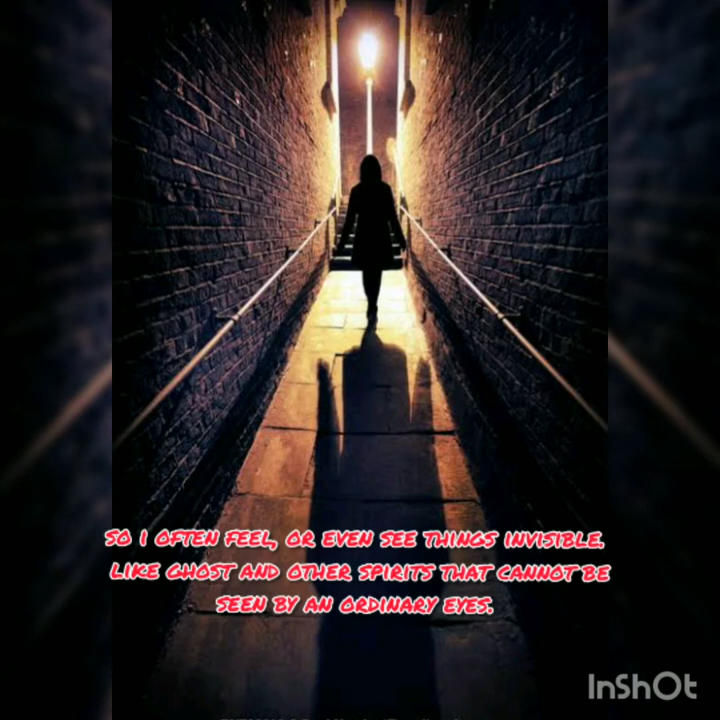 SO I OFTEN FEEL, OR EVEN SEE THINGS INVISIBLE.
LIKE GHOST AND OTHER SPIRITS THAT CANNOT BE
SEEN BY AN ORDINARY EYES.
InShOt